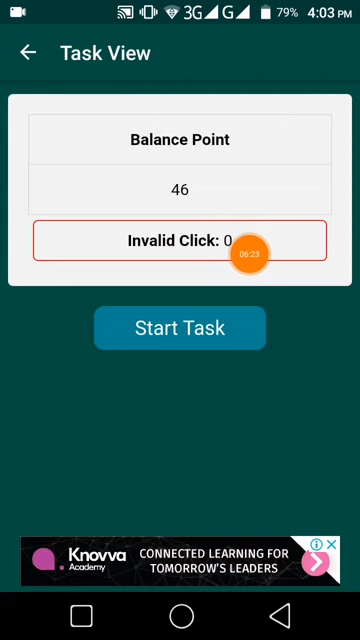 3G G 79% 4:03 PM
Task View
Balance Point
46
Invalid Click: 0
06:23
Start Task
Knovva
Academy
CONNECTED LEARNING FOR
TOMORROW'S LEADERS